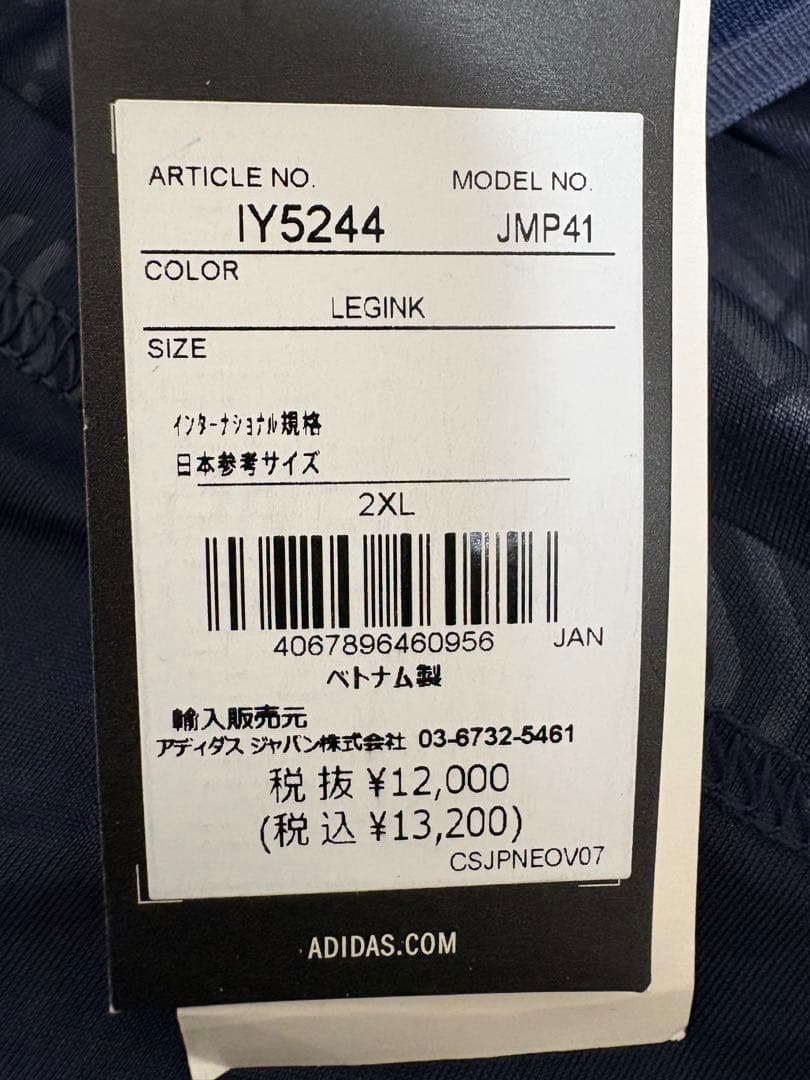 ARTICLE NO. MODEL NO.
IY5244 JMP41
COLOR
LEGINK
SIZE
インターナショナル規格
日本参考サイズ
2XL
4067896460956 JAN
ベトナム製
輸入販売元
アディダス ジャパン株式会社 03-6732-5461
税抜 ¥12,000
(税込 ¥13,200)
CSJPNEOV07
ADIDAS.COM